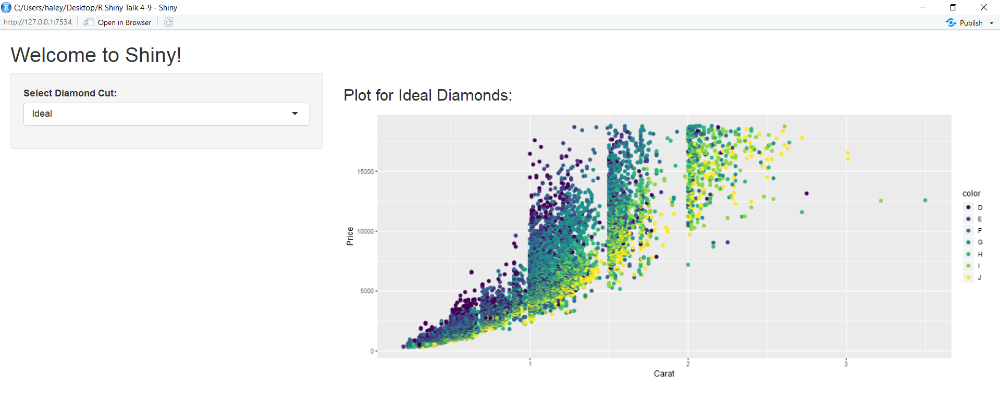 C:/Users/haley/Desktop/R Shiny Talk 4-9 - Shiny
http://127.0.0.1:7534
Open in Browser
Publish
Welcome to Shiny!
Select Diamond Cut:
Ideal
Plot for Ideal Diamonds:
15000
10000
5000
0
Price
1
2
3
Carat
color
D
E
F
G
H
I
J